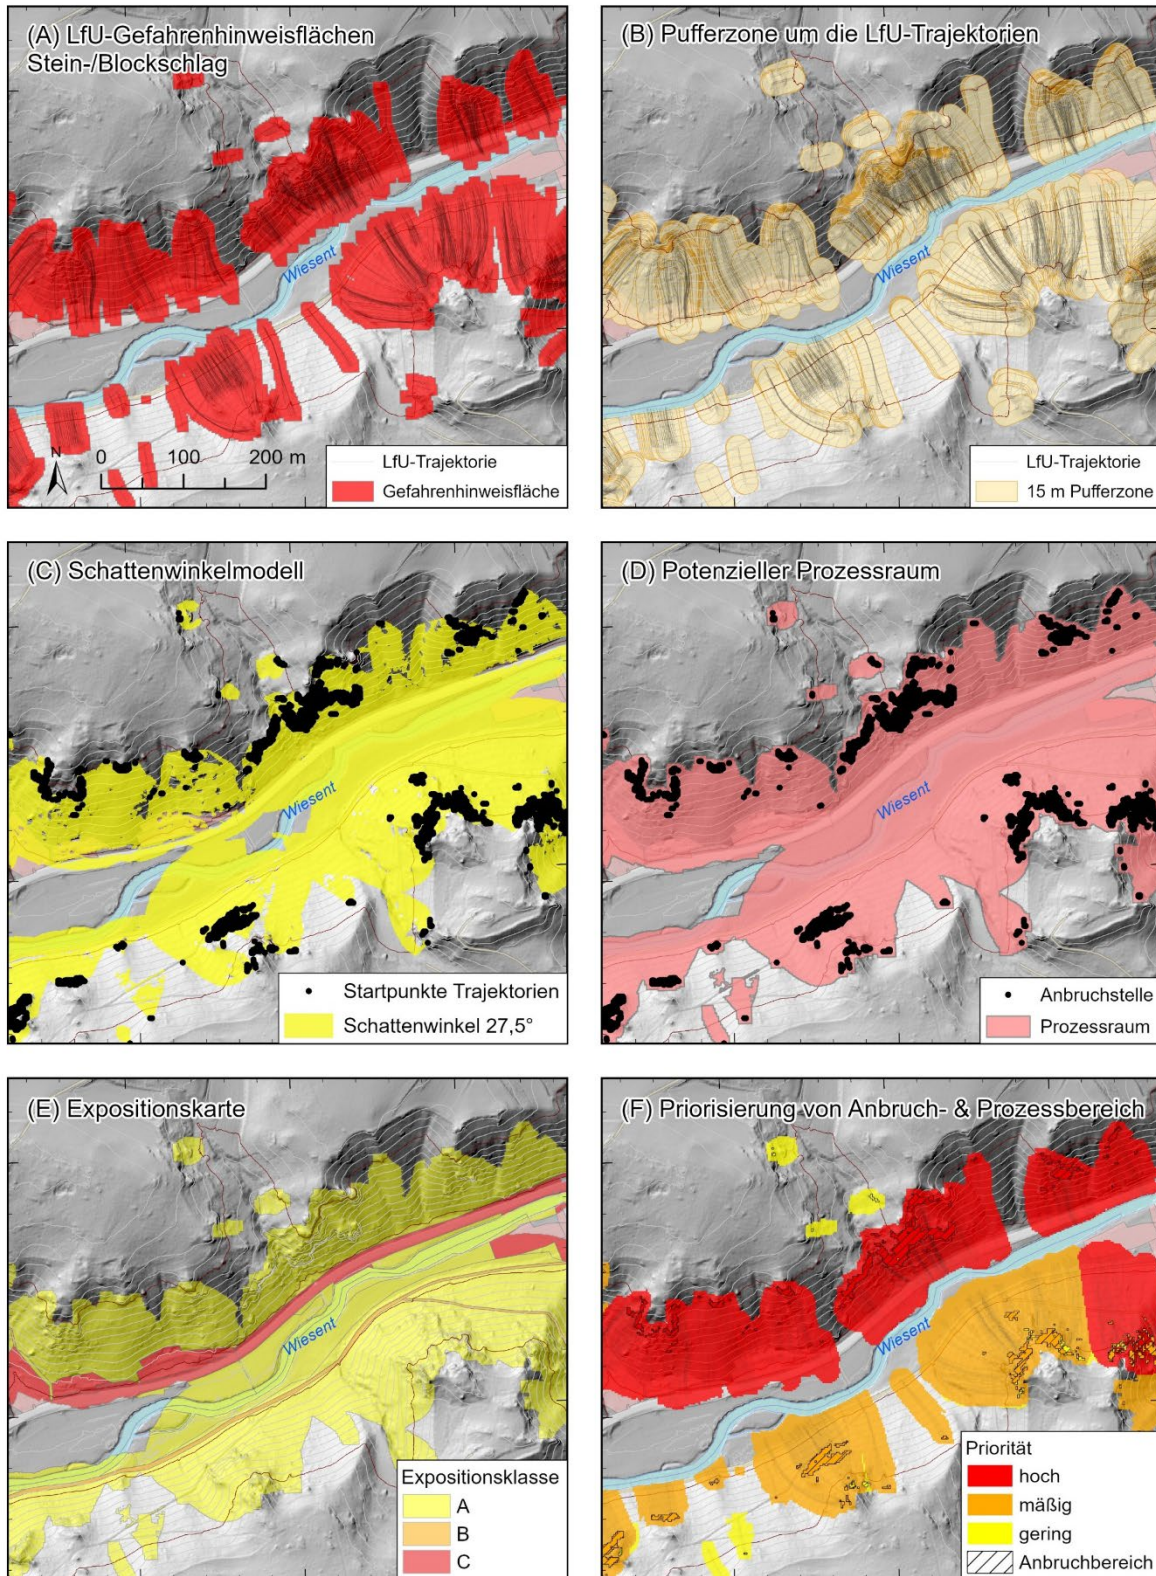 (A) LfU-Gefahrenhinweisflächen
Stein-/Blockschlag
Wiesent
N
0 100 200 m
LfU-Trajektorie
Gefahrenhinweisfläche
(B) Pufferzone um die LfU-Trajektorien
Wiesent
LfU-Trajektorie
15 m Pufferzone
(C) Schattenwinkelmodell
Wiesent
Startpunkte Trajektorien
Schattenwinkel 27,5°
(D) Potenzieller Prozessraum
Wiesent
Anbruchstelle
Prozessraum
(E) Expositionskarte
Wiesent
Expositionsklasse
A
B
C
(F) Priorisierung von Anbruch- & Prozessbereich
Wiesent
Priorität
hoch
mäßig
gering
Anbruchbereich